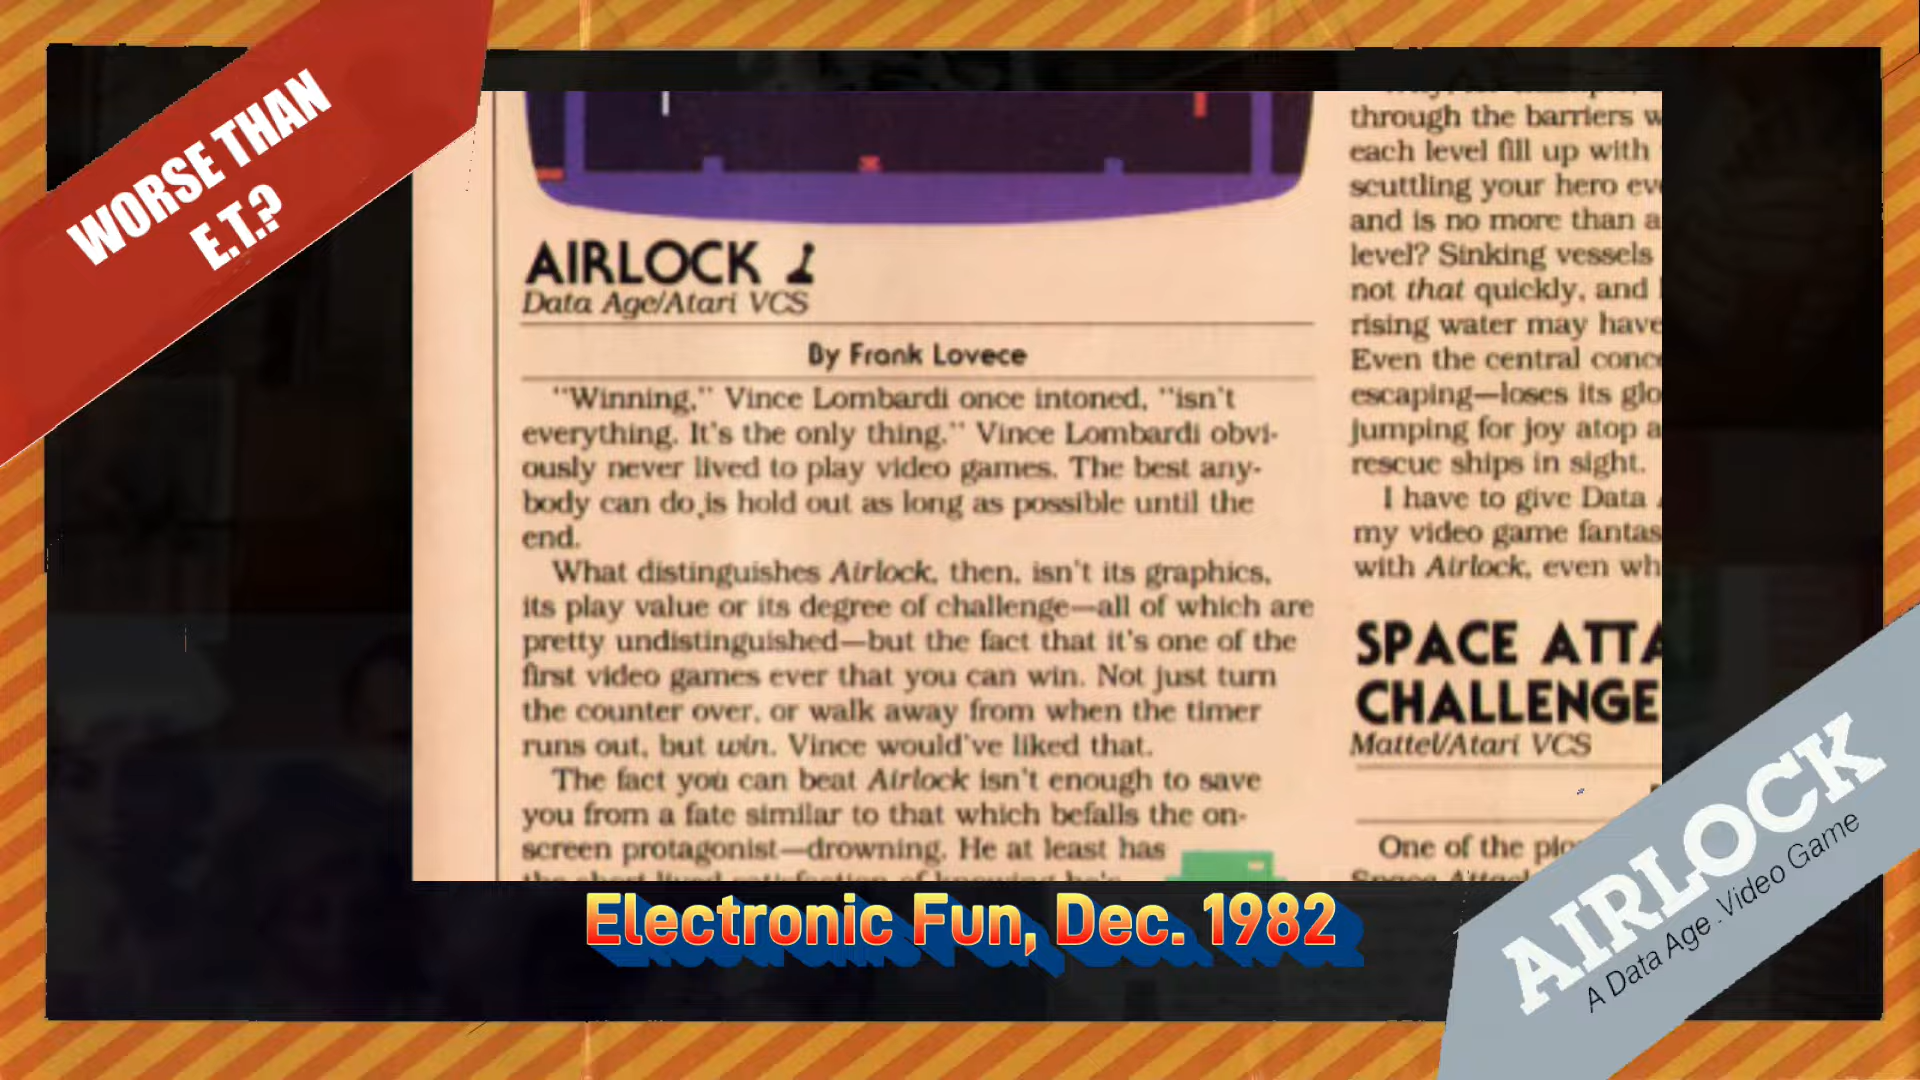 WORSE THAN
E.T.?
AIRLOCK
Data Age/Atari VCS
By Frank Lovece
"Winning," Vince Lombardi once intoned, "isn't
everything. It's the only thing." Vince Lombardi obvi-
ously never lived to play video games. The best any-
body can do is hold out as long as possible until the
end.
What distinguishes Airlock, then, isn't its graphics,
its play value or its degree of challenge—all of which are
pretty undistinguished—but the fact that it's one of the
first video games ever that you can win. Not just turn
the counter over, or walk away from when the timer
runs out, but win. Vince would've liked that.
The fact you can beat Airlock isn't enough to save
you from a fate similar to that which befalls the on-
screen protagonist—drowning. He at least has
through the barriers
each level fill up with
scuttling your hero
and is no more than a
level? Sinking vessels
not that quickly, and
rising water may have
Even the central
escaping—loses its
jumping for joy atop a
rescue ships in sight.
I have to give Data
my video game
with Airlock, even
SPACE
CHALLENGE
Mattel/Atari VCS
One of the
Electronic Fun, Dec. 1982
AIRLOCK
A Data Age Video Game